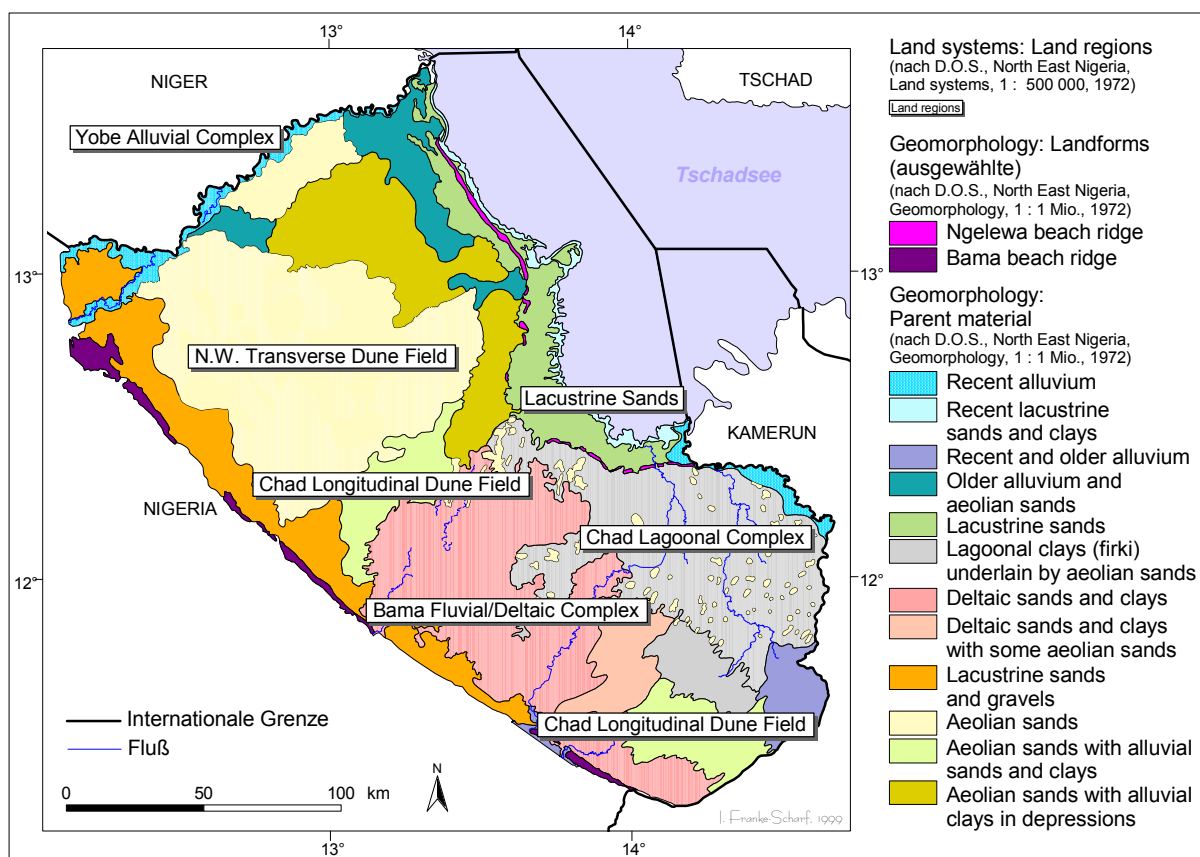 13°
14°
NIGER
TSCHAD
Yobe Alluvial Complex
Tschadsee
13°
13°
N.W. Transverse Dune Field
Lacustrine Sands
KAMERUN
Chad Longitudinal Dune Field
NIGERIA
Chad Lagoonal Complex
12°
12°
Bama Fluvial/Deltaic Complex
Chad Longitudinal Dune Field
Internationale Grenze
Fluß
N
0 50 100 km
I. Franke-Scharf, 1999
13°
14°
Land systems: Land regions
(nach D.O.S., North East Nigeria,
Land systems, 1 : 500 000, 1972)
Land regions
Geomorphology: Landforms
(ausgewählte)
(nach D.O.S., North East Nigeria,
Geomorphology, 1 : 1 Mio., 1972)
Ngelewa beach ridge
Bama beach ridge
Geomorphology:
Parent material
(nach D.O.S., North East Nigeria,
Geomorphology, 1 : 1 Mio., 1972)
Recent alluvium
Recent lacustrine
sands and clays
Recent and older alluvium
Older alluvium and
aeolian sands
Lacustrine sands
Lagoonal clays (firki)
underlain by aeolian sands
Deltaic sands and clays
Deltaic sands and clays
with some aeolian sands
Lacustrine sands
and gravels
Aeolian sands
Aeolian sands with alluvial
sands and clays
Aeolian sands with alluvial
clays in depressions